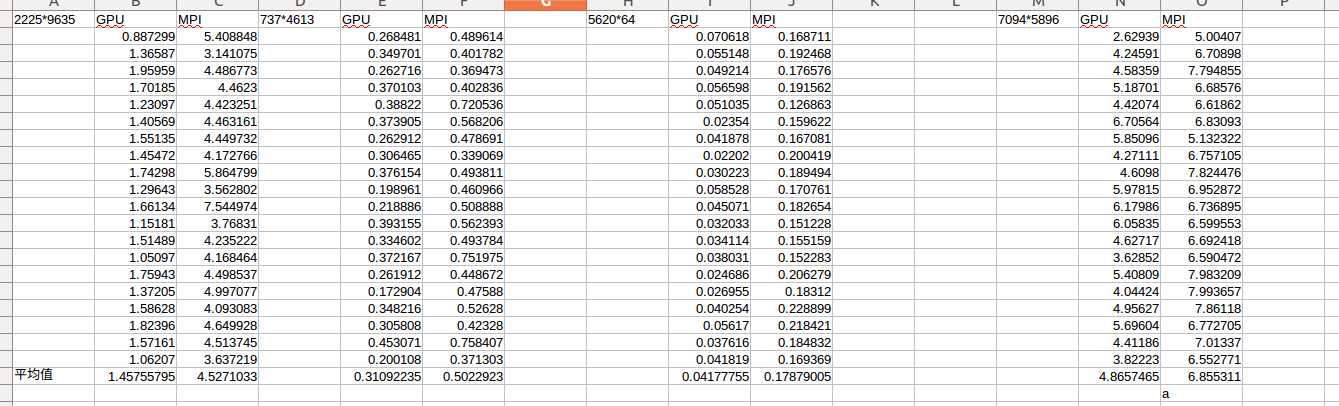 A B C D E F G H I J K L M N O P
2225*9635 GPU MPI 737*4613 GPU MPI 5620*64 GPU MPI 7094*5896 GPU MPI
0.887299 5.408848 0.268481 0.489614 0.070618 0.168711 2.62939 5.00407
1.36587 3.141075 0.349701 0.401782 0.055148 0.192468 4.24591 6.70898
1.95959 4.486773 0.262716 0.369473 0.049214 0.176576 4.58359 7.794855
1.70185 4.4623 0.370103 0.402836 0.056598 0.191562 5.18701 6.68576
1.23097 4.423251 0.38822 0.720536 0.051035 0.126863 4.42074 6.61862
1.40569 4.463161 0.373905 0.568206 0.02354 0.159622 6.70564 6.83093
1.55135 4.449732 0.262912 0.478691 0.041878 0.167081 5.85096 5.132322
1.45472 4.172766 0.306465 0.339069 0.02202 0.200419 4.27111 6.757105
1.74298 5.864799 0.376154 0.493811 0.030223 0.189494 4.6098 7.824476
1.29643 3.562802 0.198961 0.460966 0.058528 0.170761 5.97815 6.952872
1.66134 7.544974 0.218886 0.508888 0.045071 0.182654 6.17986 6.736895
1.15181 3.76831 0.393155 0.562393 0.032033 0.151228 6.05835 6.599553
1.51489 4.235222 0.334602 0.493784 0.034114 0.155159 4.62717 6.692418
1.05097 4.168464 0.372167 0.751975 0.038031 0.152283 3.62852 6.590472
1.75943 4.498537 0.261912 0.448672 0.024686 0.206279 5.40809 7.983209
1.37205 4.997077 0.172904 0.47588 0.026955 0.18312 4.04424 7.993657
1.58628 4.093083 0.348216 0.52628 0.040254 0.228899 4.95627 7.86118
1.82396 4.649928 0.305808 0.42328 0.05617 0.218421 5.69604 6.772705
1.57161 4.513745 0.453071 0.758407 0.037616 0.184832 4.41186 7.01337
1.06207 3.637219 0.200108 0.371303 0.041819 0.169369 3.82223 6.552771
平均值 1.45755795 4.5271033 0.31092235 0.5022923 0.04177755 0.17879005 4.8657465 6.855311
a